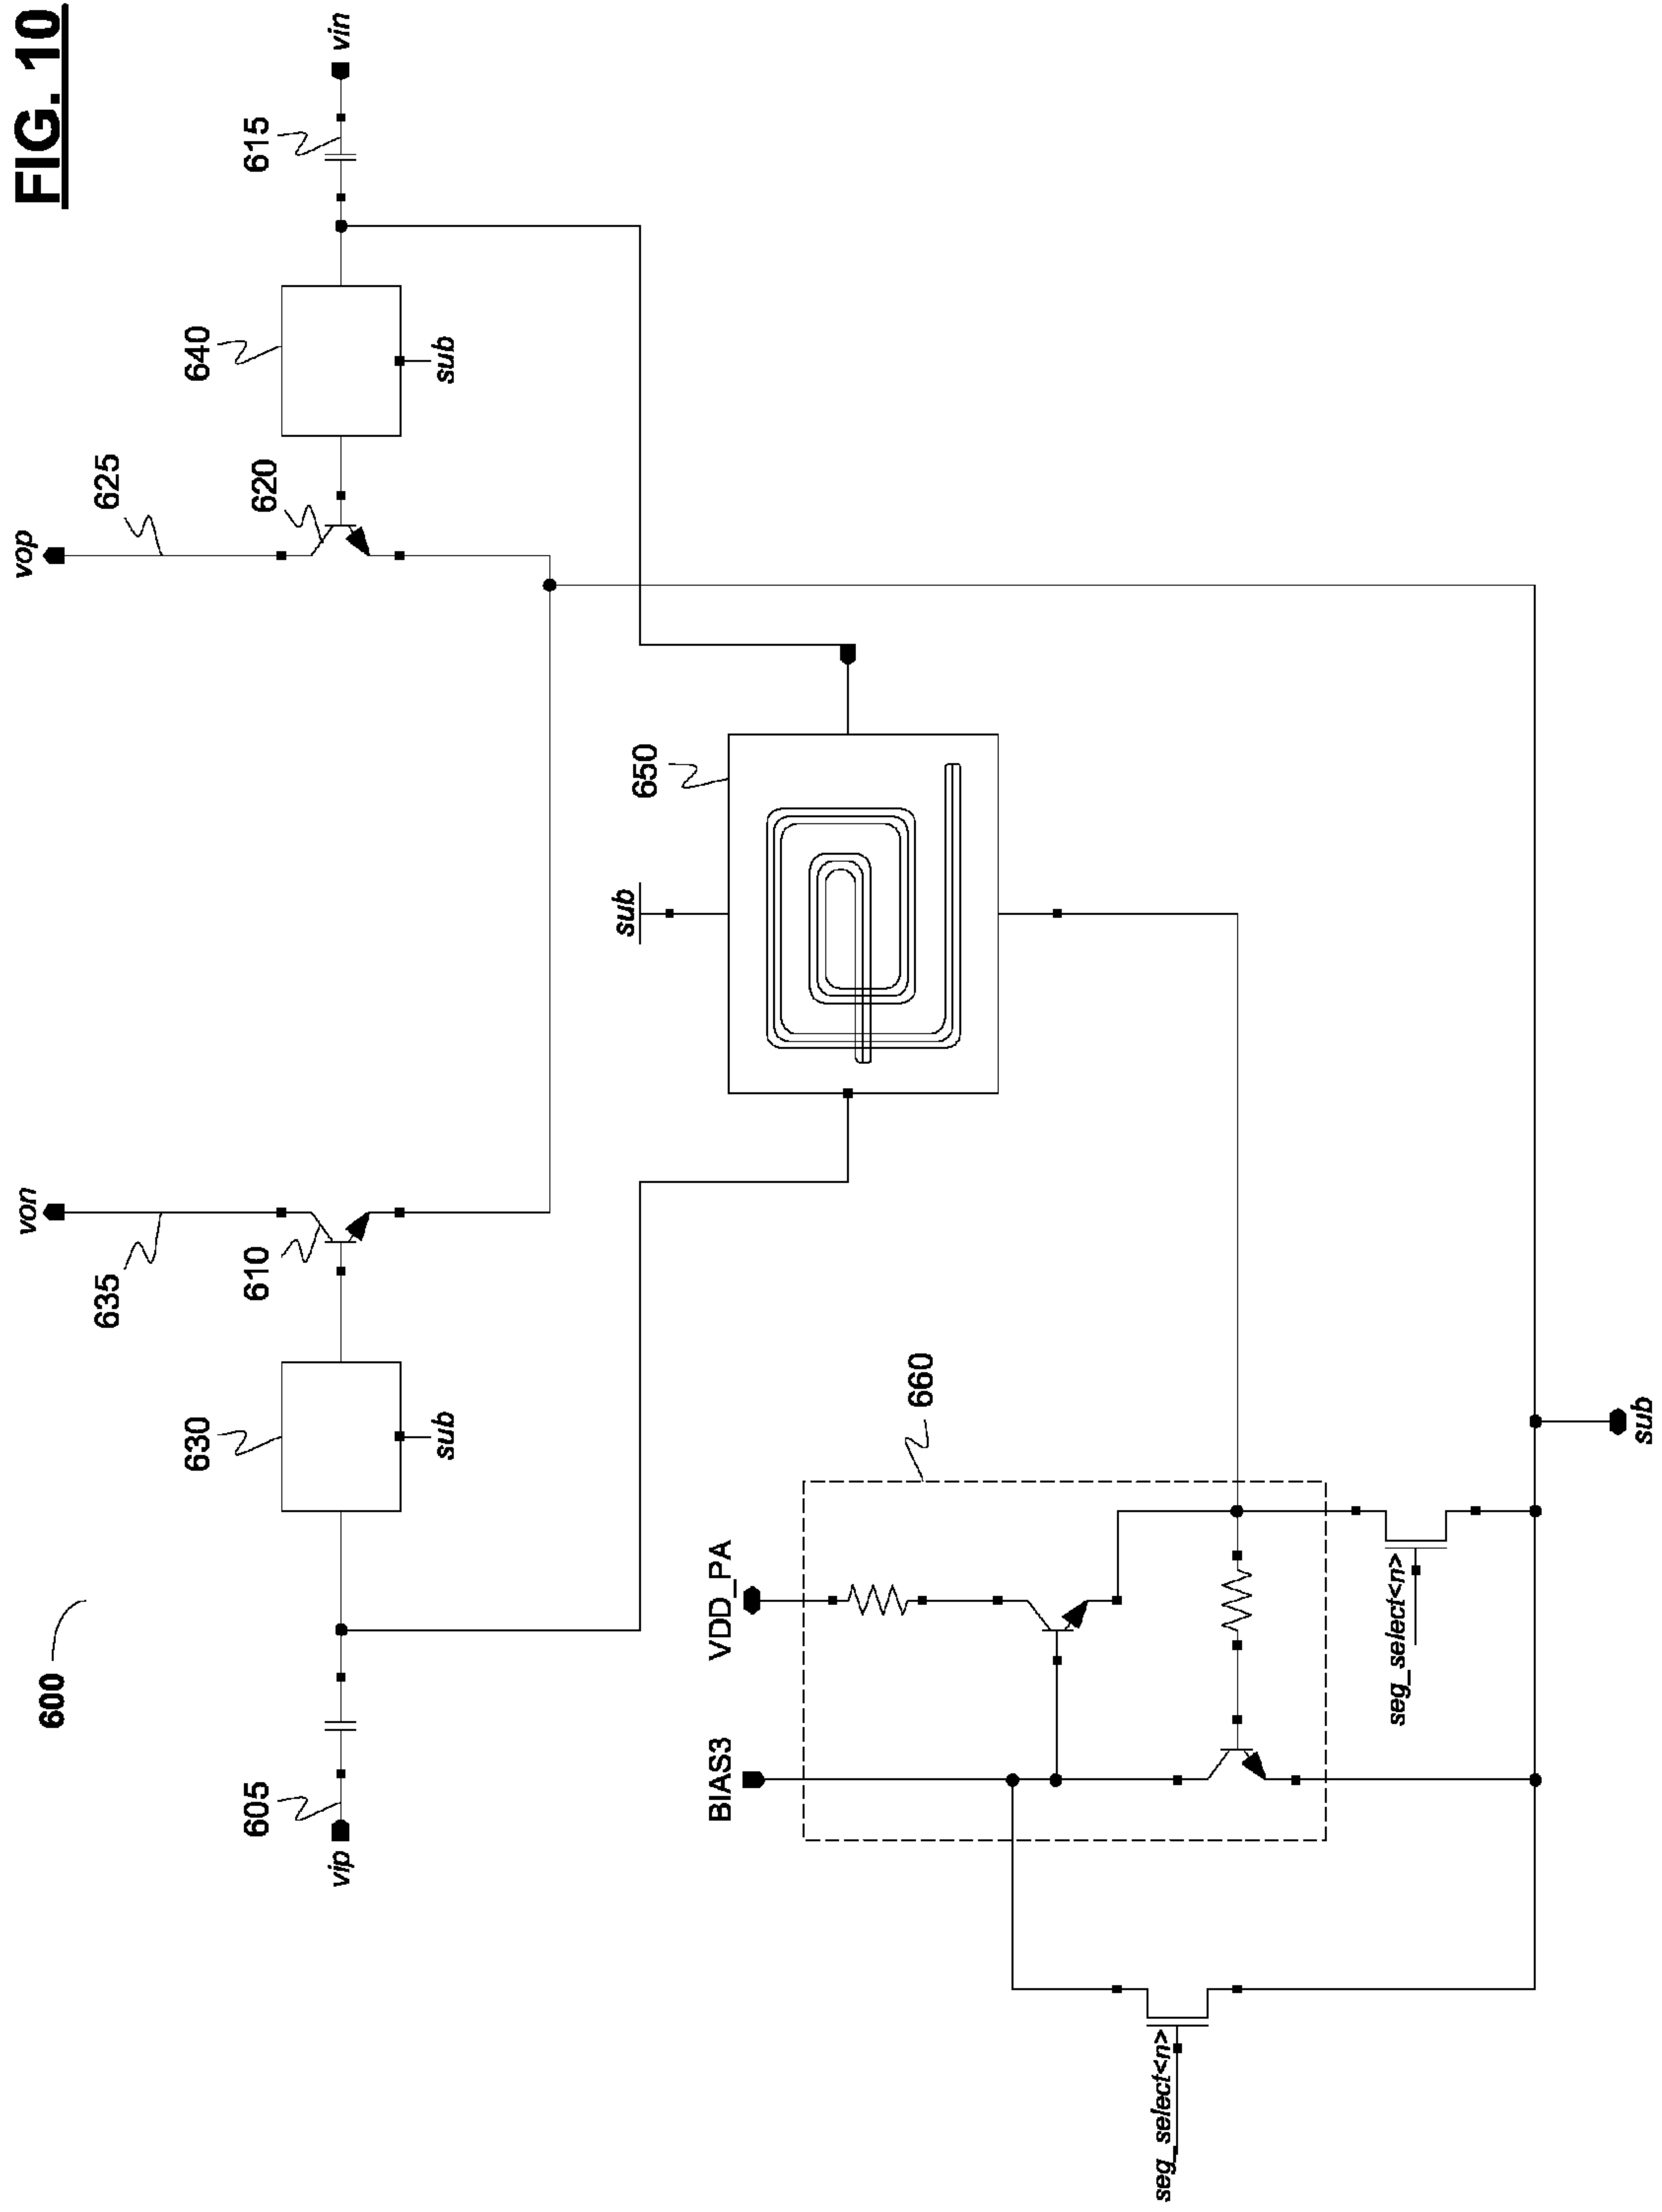 FIG. 10
600
von
vop
635
625
605
630
610
620
640
615
vip
sub
sub
vin
sub
650
BIAS3
VDD_PA
660
seg_select<n>
seg_select<n>
sub